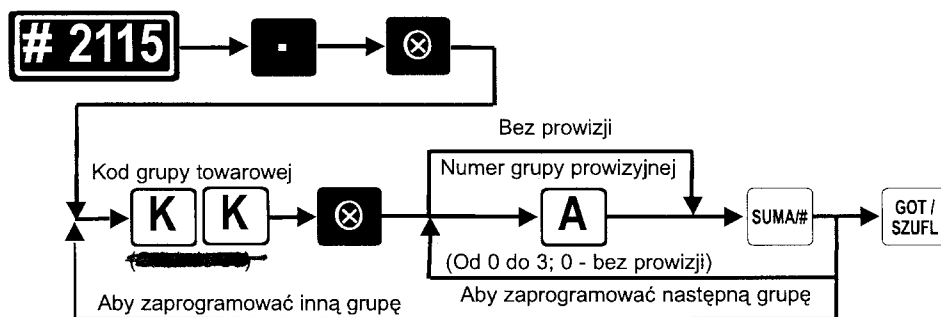 # 2115
Bez prowizji
Kod grupy towarowej
Numer grupy prowizyjnej
K K A SUMA/# GOT /
SZUFL
(Od 0 do 3; 0 - bez prowizji)
Aby zaprogramować inną grupę
Aby zaprogramować następną grupę